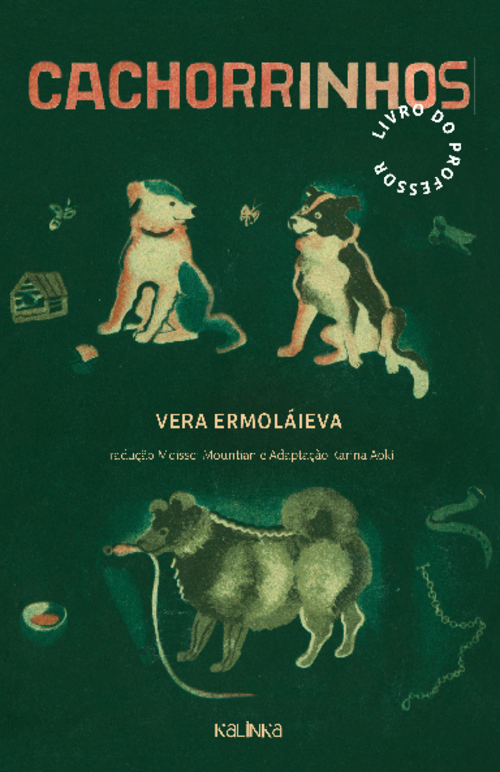 CACHORRINHOS
LIVRO DO PROFESSOR
VERA ERMOLÁIEVA
Tradução Moissei Mountian e Adaptação Karina Aoki
KALINKA